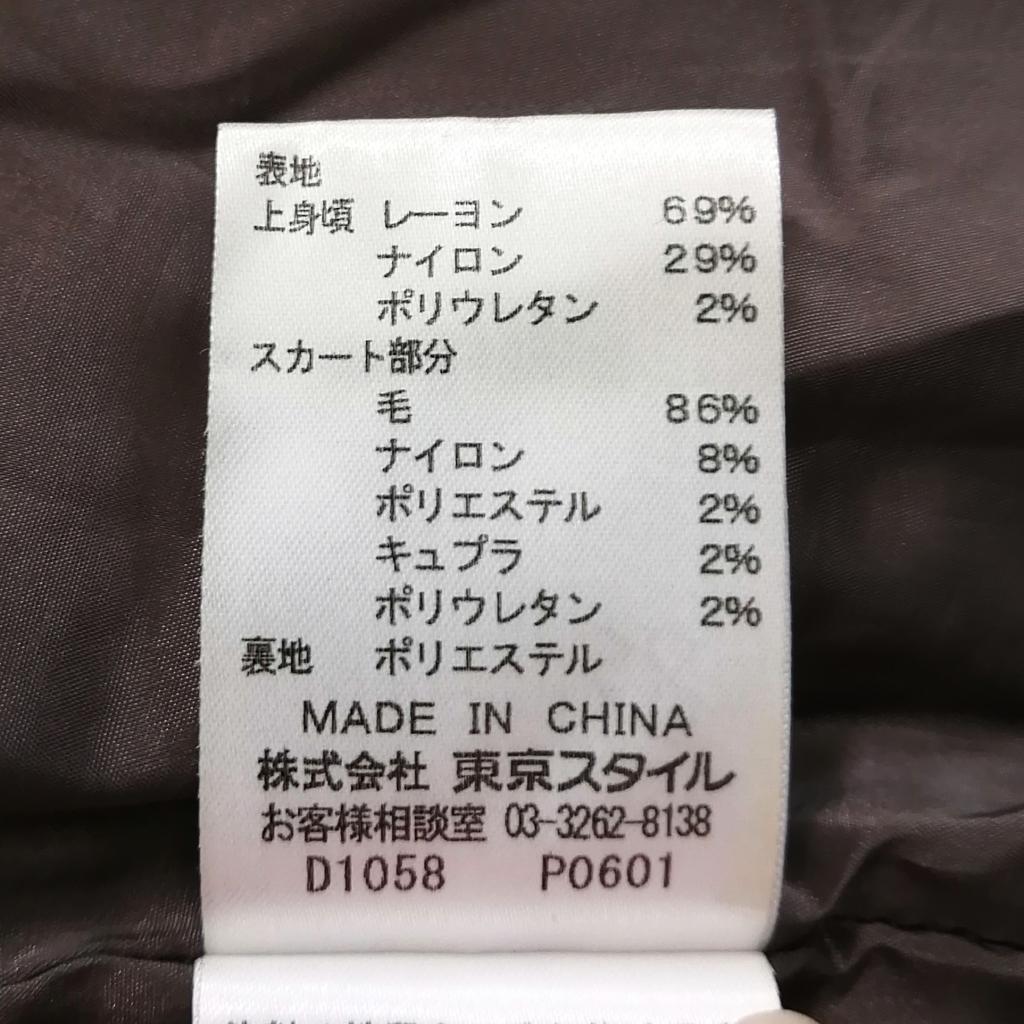 表地
上身頃 レーヨン 69%
ナイロン 29%
ポリウレタン 2%
スカート部分
毛 86%
ナイロン 8%
ポリエステル 2%
キュプラ 2%
ポリウレタン 2%
裏地 ポリエステル
MADE IN CHINA
株式会社 東京スタイル
お客様相談室 03-3262-8138
D1058 P0601